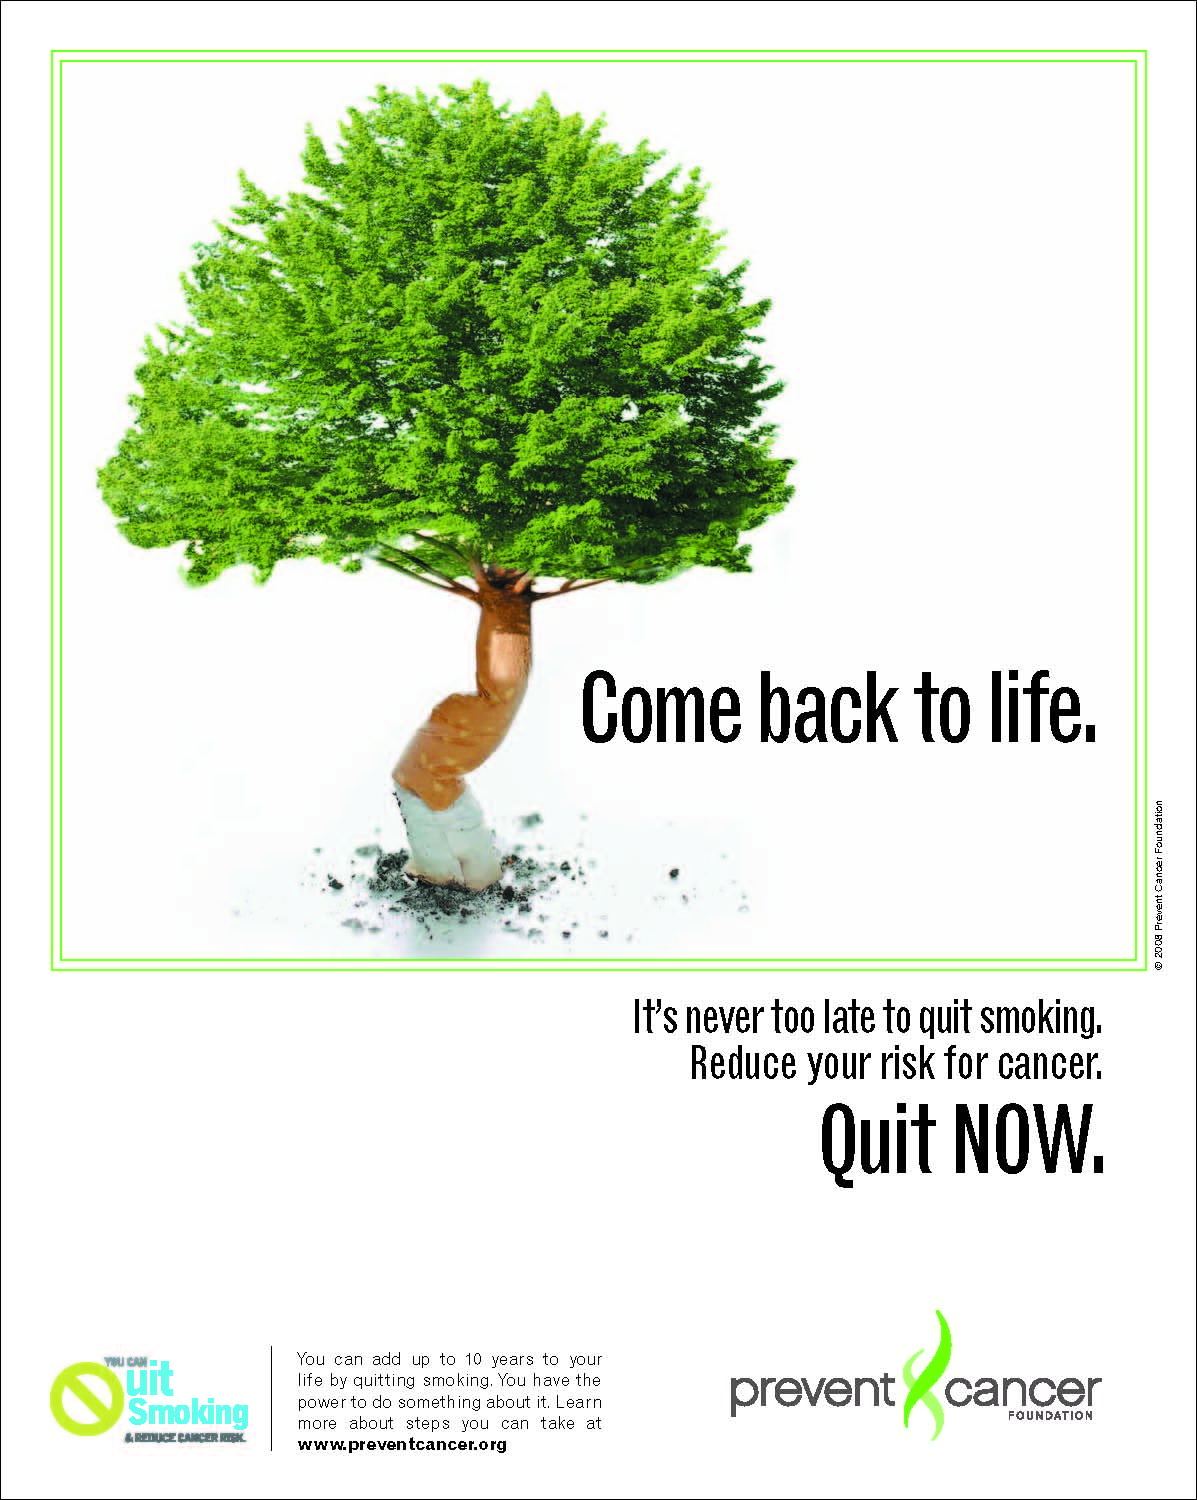 Come back to life.
© 2008 Prevent Cancer Foundation
It's never too late to quit smoking.
Reduce your risk for cancer.
Quit NOW.
YOU CAN
Quit
Smoking
& REDUCE CANCER RISK.
You can add up to 10 years to your
life by quitting smoking. You have the
power to do something about it. Learn
more about steps you can take at
www.preventcancer.org
prevent cancer
FOUNDATION